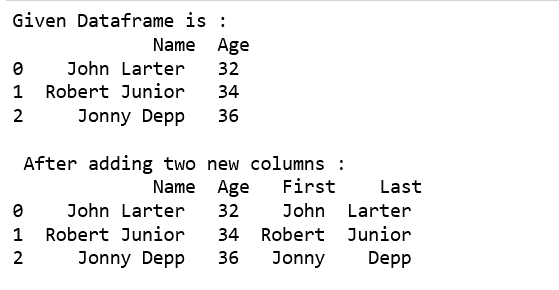 Given Dataframe is :
             Name  Age
0     John Larter   32
1  Robert Junior   34
2      Jonny Depp   36
 After adding two new columns :
             Name  Age   First    Last
0     John Larter   32    John  Larter
1  Robert Junior   34  Robert  Junior
2      Jonny Depp   36   Jonny    Depp